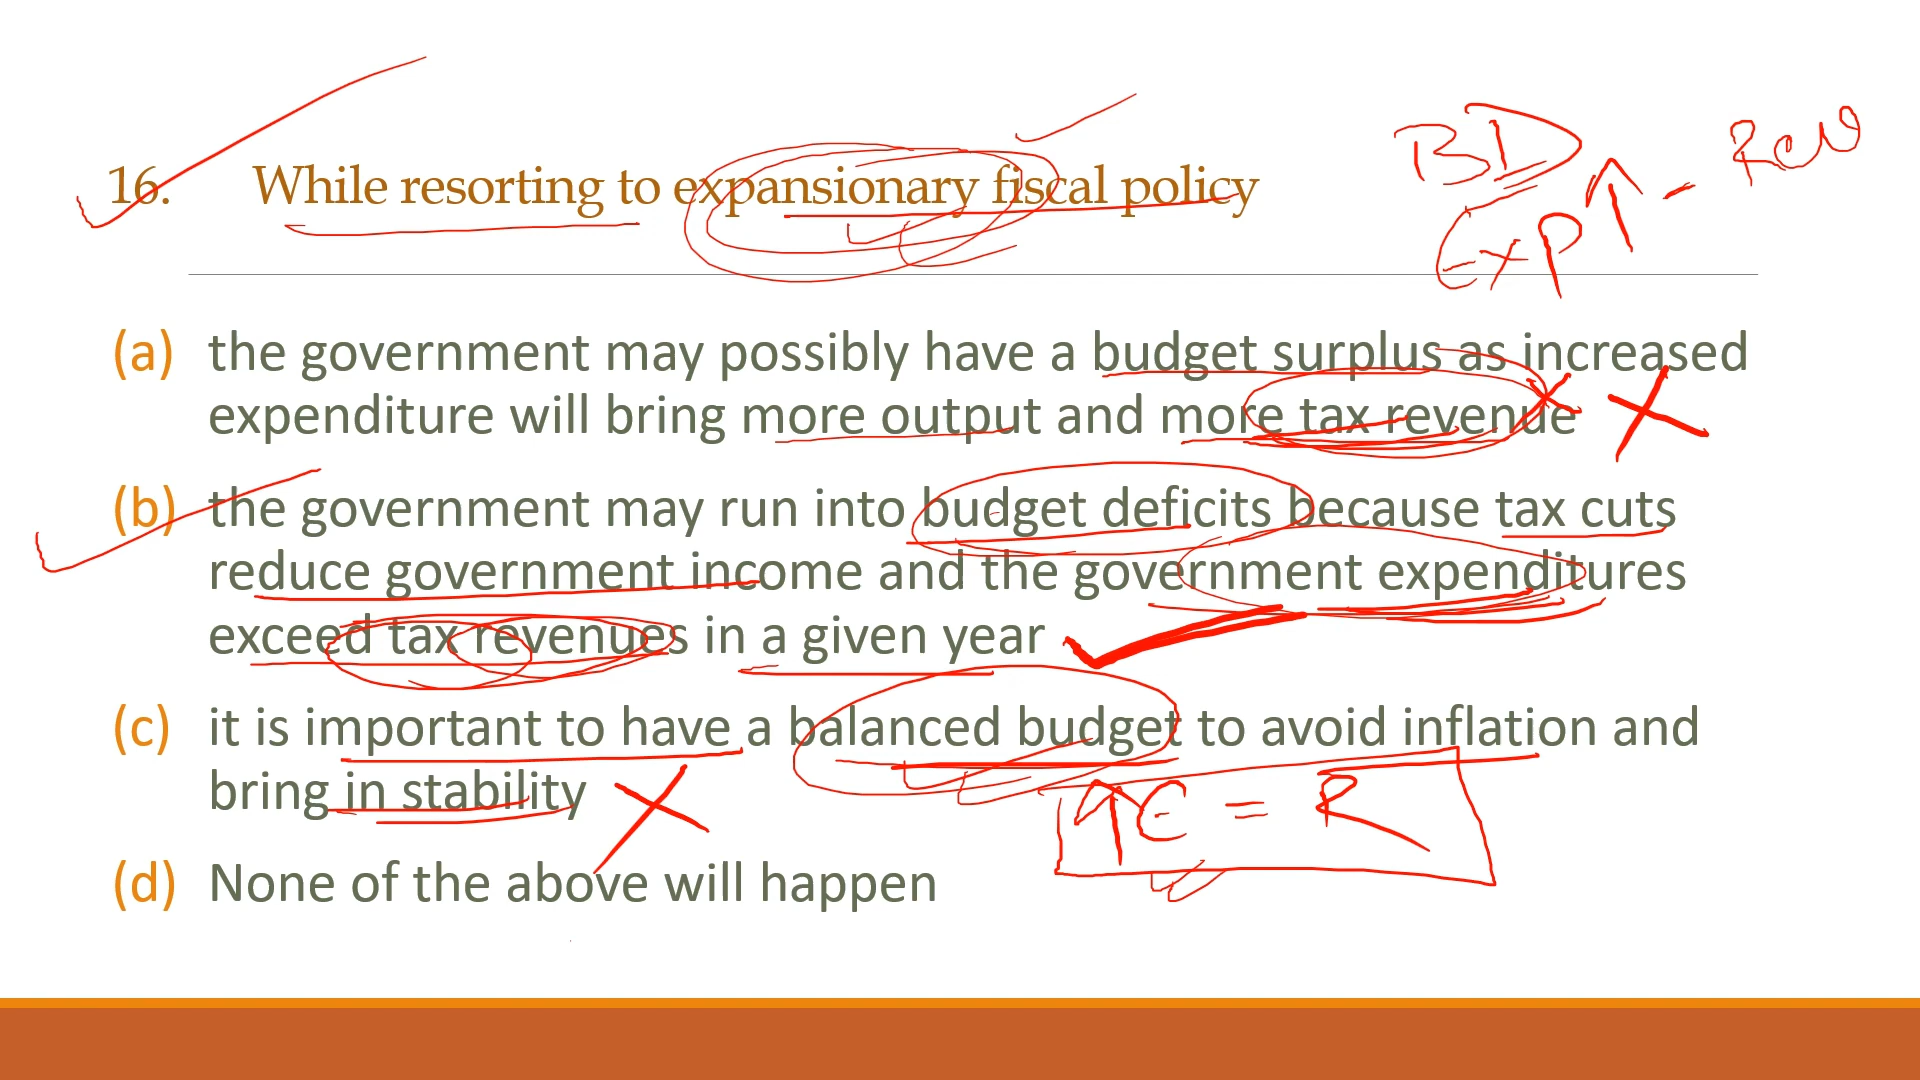 BD
Exp↑ - Rev
16. While resorting to expansionary fiscal policy
(a) the government may possibly have a budget surplus as increased
expenditure will bring more output and more tax revenue
(b) the government may run into budget deficits because tax cuts
reduce government income and the government expenditures
exceed tax revenues in a given year
(c) it is important to have a balanced budget to avoid inflation and
bring in stability
↑E = R
(d) None of the above will happen